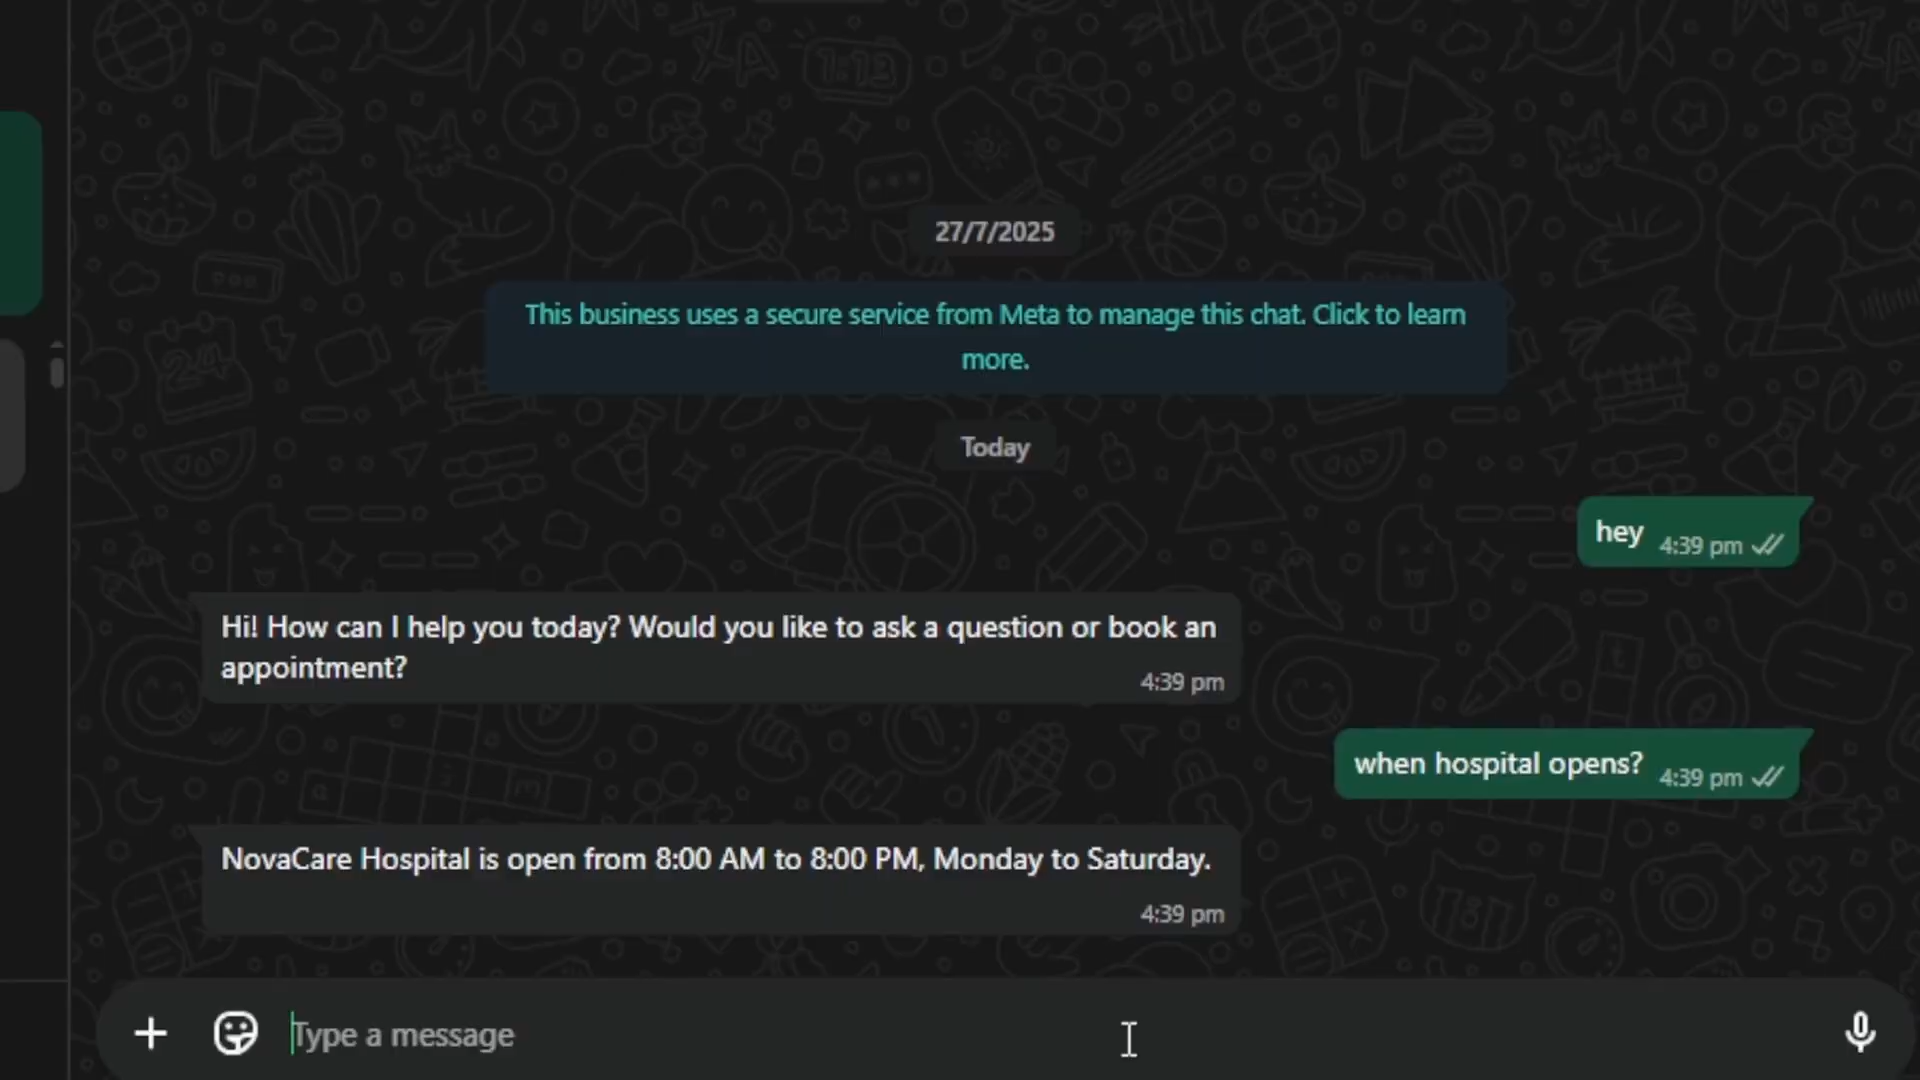 27/7/2025
This business uses a secure service from Meta to manage this chat. Click to learn
more.
Today
hey 4:39 pm
Hi! How can I help you today? Would you like to ask a question or book an
appointment?
4:39 pm
when hospital opens? 4:39 pm
NovaCare Hospital is open from 8:00 AM to 8:00 PM, Monday to Saturday.
4:39 pm
Type a message